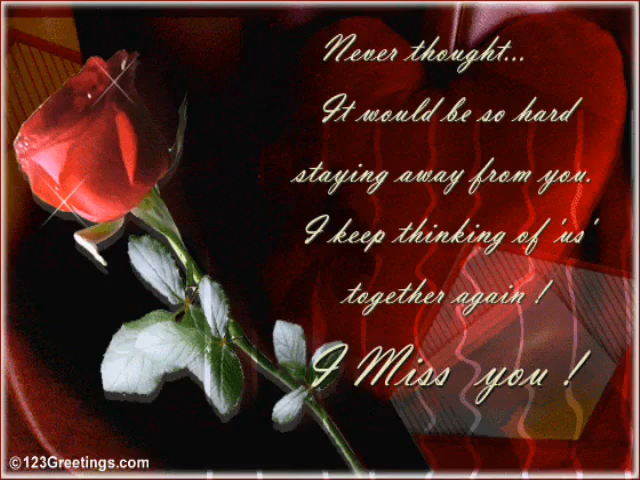 Never thought...
It would be so hard
staying away from you.
I keep thinking of 'us'
together again !
I Miss you !
©123Greetings.com